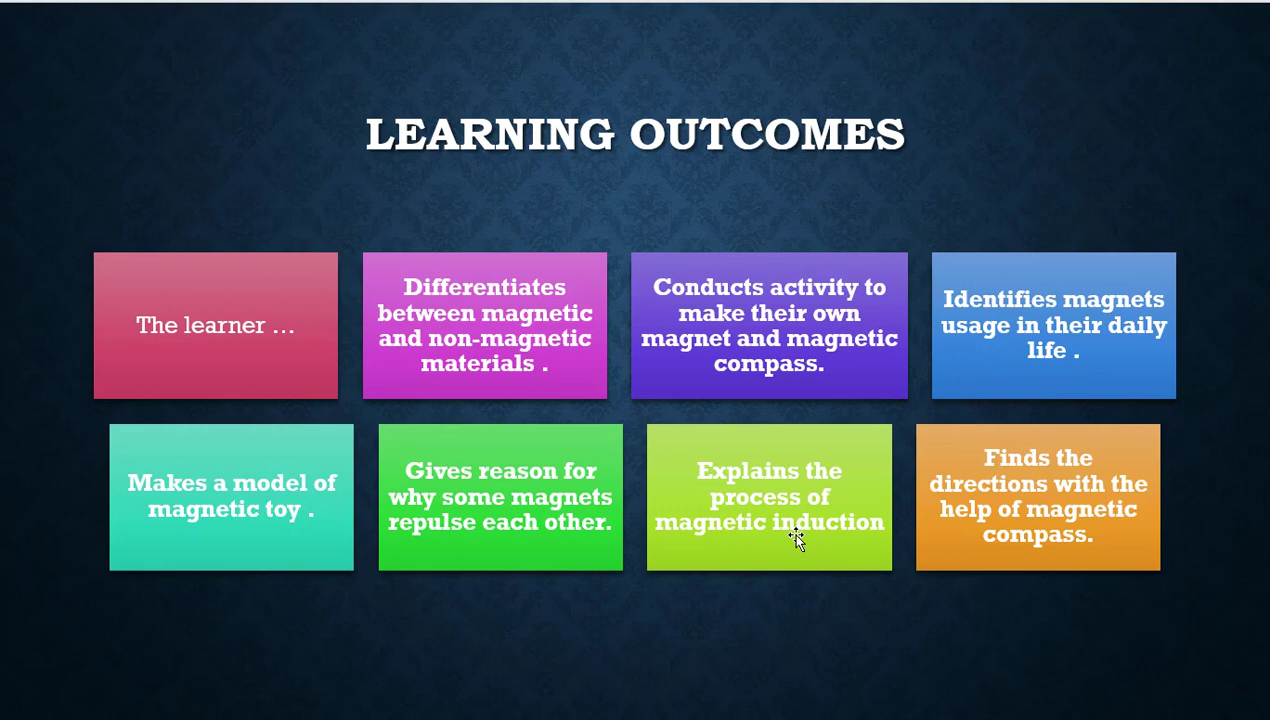 LEARNING OUTCOMES
The learner ...
Differentiates
between magnetic
and non-magnetic
materials .
Conducts activity to
make their own
magnet and magnetic
compass.
Identifies magnets
usage in their daily
life .
Makes a model of
magnetic toy .
Gives reason for
why some magnets
repulse each other.
Explains the
process of
magnetic induction
Finds the
directions with the
help of magnetic
compass.